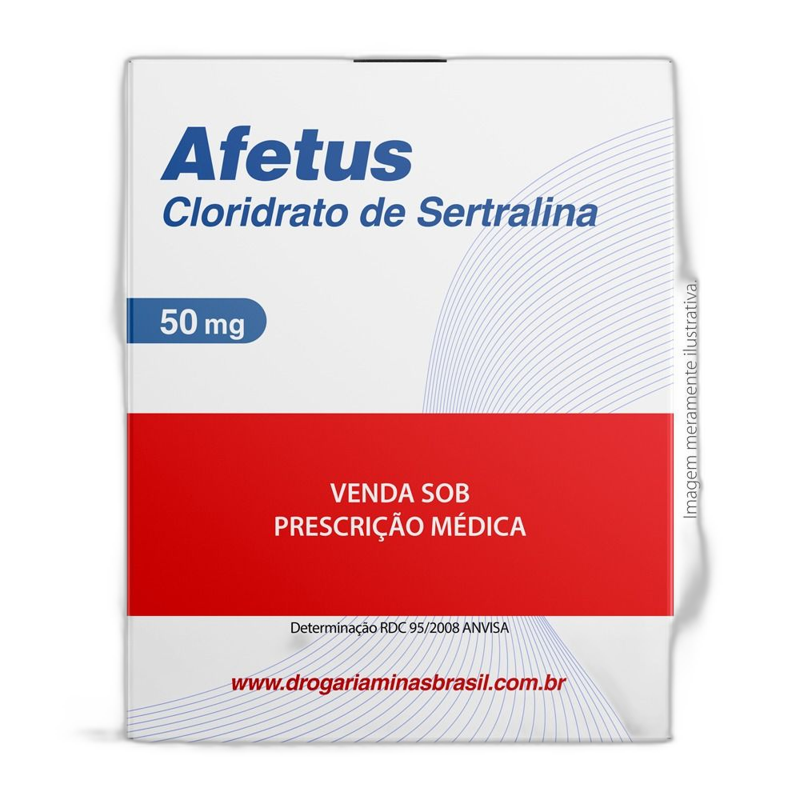 Afetus
Cloridrato de Sertralina
50 mg
Imagem meramente ilustrativa.
VENDA SOB
PRESCRIÇÃO MÉDICA
Determinação RDC 95/2008 ANVISA
www.drogariaminasbrasil.com.br